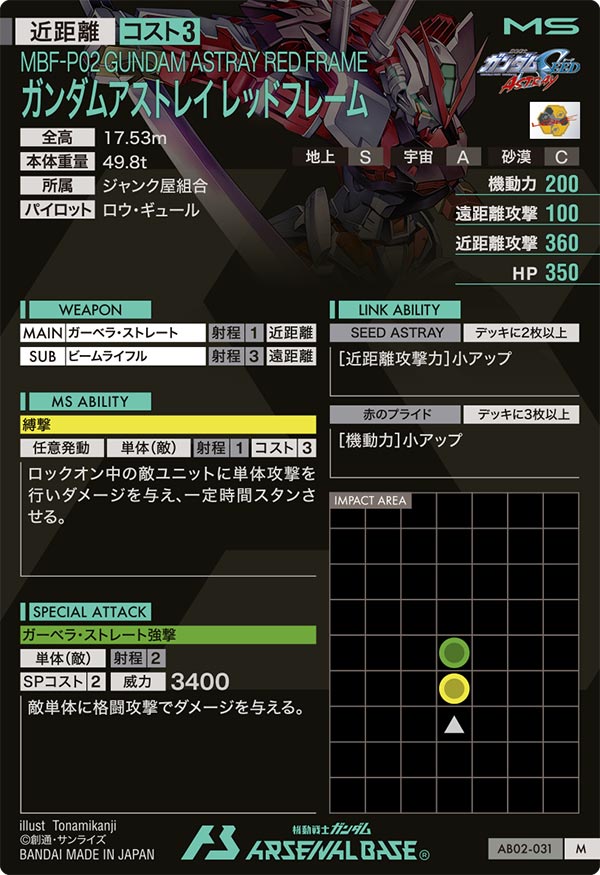 近距離 コスト3
MS
MBF-P02 GUNDAM ASTRAY RED FRAME
ガンダムアストレイ レッドフレーム
ガンダム SEED
ASTRAY
全高 17.53m
本体重量 49.8t
所属 ジャンク屋組合
パイロット ロウ・ギュール
地上 S 宇宙 A 砂漠 C
機動力 200
遠距離攻撃 100
近距離攻撃 360
HP 350
WEAPON
MAIN ガーベラ・ストレート 射程 1 近距離
SUB ビームライフル 射程 3 遠距離
MS ABILITY
縛撃
任意発動 単体(敵) 射程 1 コスト 3
ロックオン中の敵ユニットに単体攻撃を
行いダメージを与え、一定時間スタンさ
せる。
SPECIAL ATTACK
ガーベラ・ストレート強撃
単体(敵) 射程 2
SPコスト 2 威力 3400
敵単体に格闘攻撃でダメージを与える。
LINK ABILITY
SEED ASTRAY デッキに2枚以上
[近距離攻撃力]小アップ
赤のプライド デッキに3枚以上
[機動力]小アップ
IMPACT AREA
illust Tonamikanji
©創通・サンライズ
BANDAI MADE IN JAPAN
機動戦士ガンダム
ARSENAL BASE®
AB02-031 M